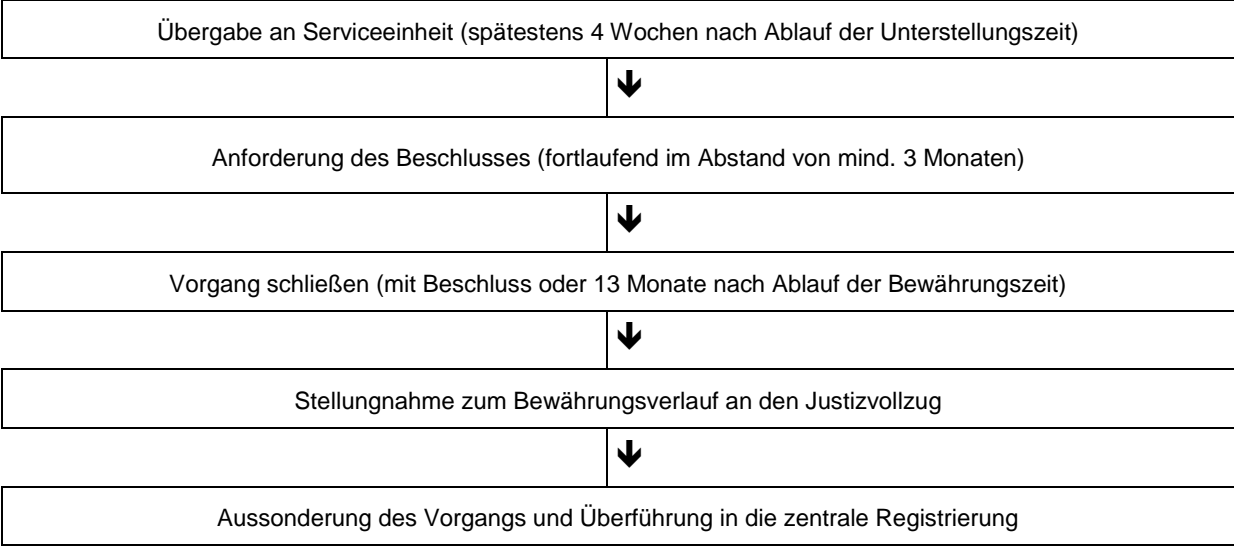 Übergabe an Serviceeinheit (spätestens 4 Wochen nach Ablauf der Unterstellungszeit)
Anforderung des Beschlusses (fortlaufend im Abstand von mind. 3 Monaten)
Vorgang schließen (mit Beschluss oder 13 Monate nach Ablauf der Bewährungszeit)
Stellungnahme zum Bewährungsverlauf an den Justizvollzug
Aussonderung des Vorgangs und Überführung in die zentrale Registrierung